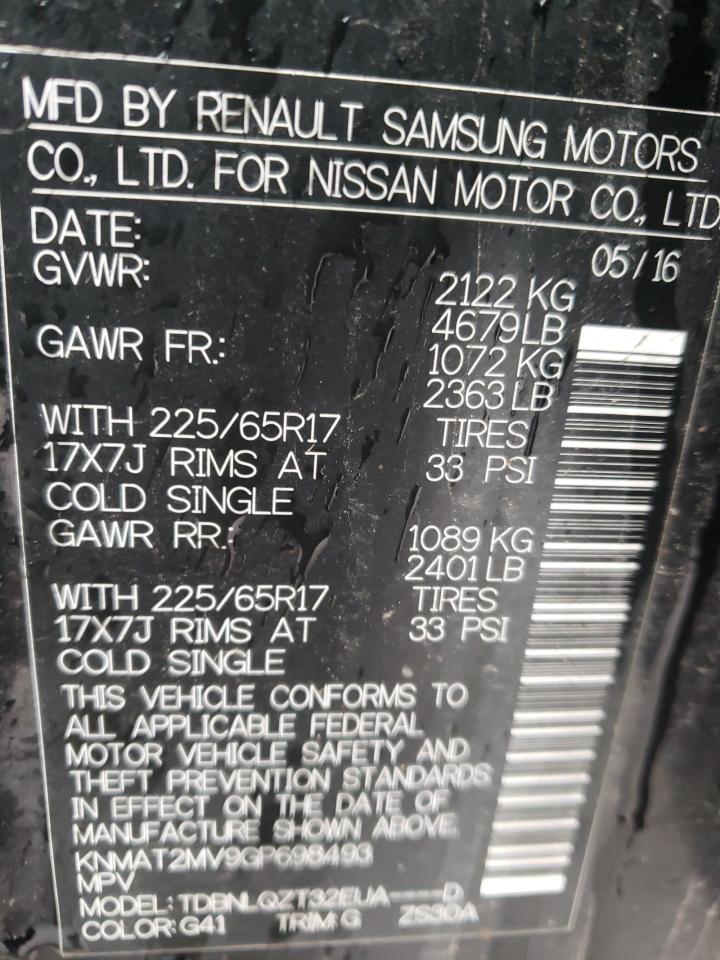 MFD BY RENAULT SAMSUNG MOTORS
CO., LTD. FOR NISSAN MOTOR CO., LTD
DATE: 05/16
GVWR: 2122 KG
4679 LB
GAWR FR.: 1072 KG
2363 LB
WITH 225/65R17 TIRES
17X7J RIMS AT 33 PSI
COLD SINGLE
GAWR RR.: 1089 KG
2401 LB
WITH 225/65R17 TIRES
17X7J RIMS AT 33 PSI
COLD SINGLE
THIS VEHICLE CONFORMS TO
ALL APPLICABLE FEDERAL
MOTOR VEHICLE SAFETY AND
THEFT PREVENTION STANDARDS
IN EFFECT ON THE DATE OF
MANUFACTURE SHOWN ABOVE.
KNMAT2MV9GP698493
MPV
MODEL: TDBNLQZT32EUA----D
COLOR: G41 TRIM: G ZS30A